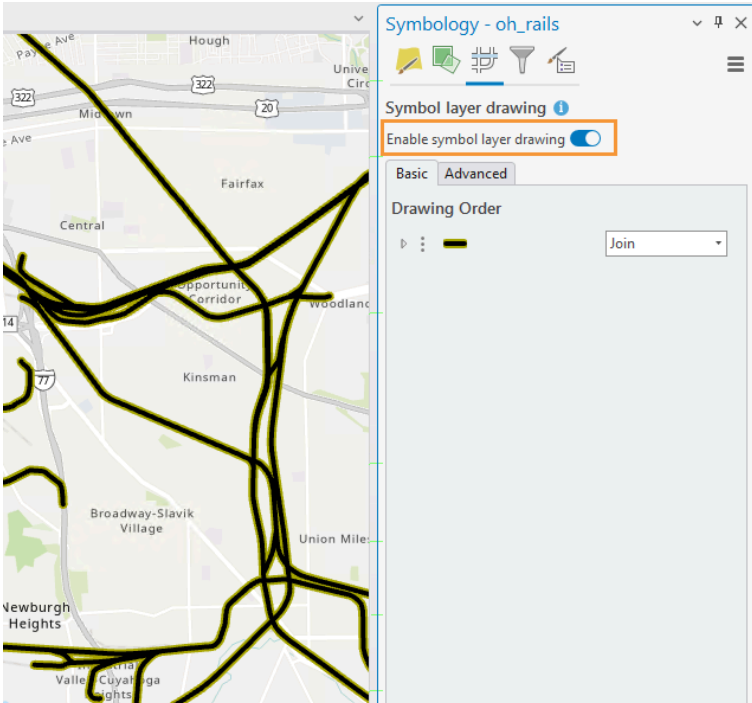 Payne Ave
Hough
322
322
Unive
Circ
20
Midtown
e Ave
Fairfax
Central
Opportunity
Corridor
Woodland
14
77
Kinsman
Broadway-Slavik
Village
Union Miles
Newburgh
Heights
Industrial
Valley-Cuyahoga
Heights
Symbology - oh_rails
Symbol layer drawing
Enable symbol layer drawing
Basic
Advanced
Drawing Order
Join